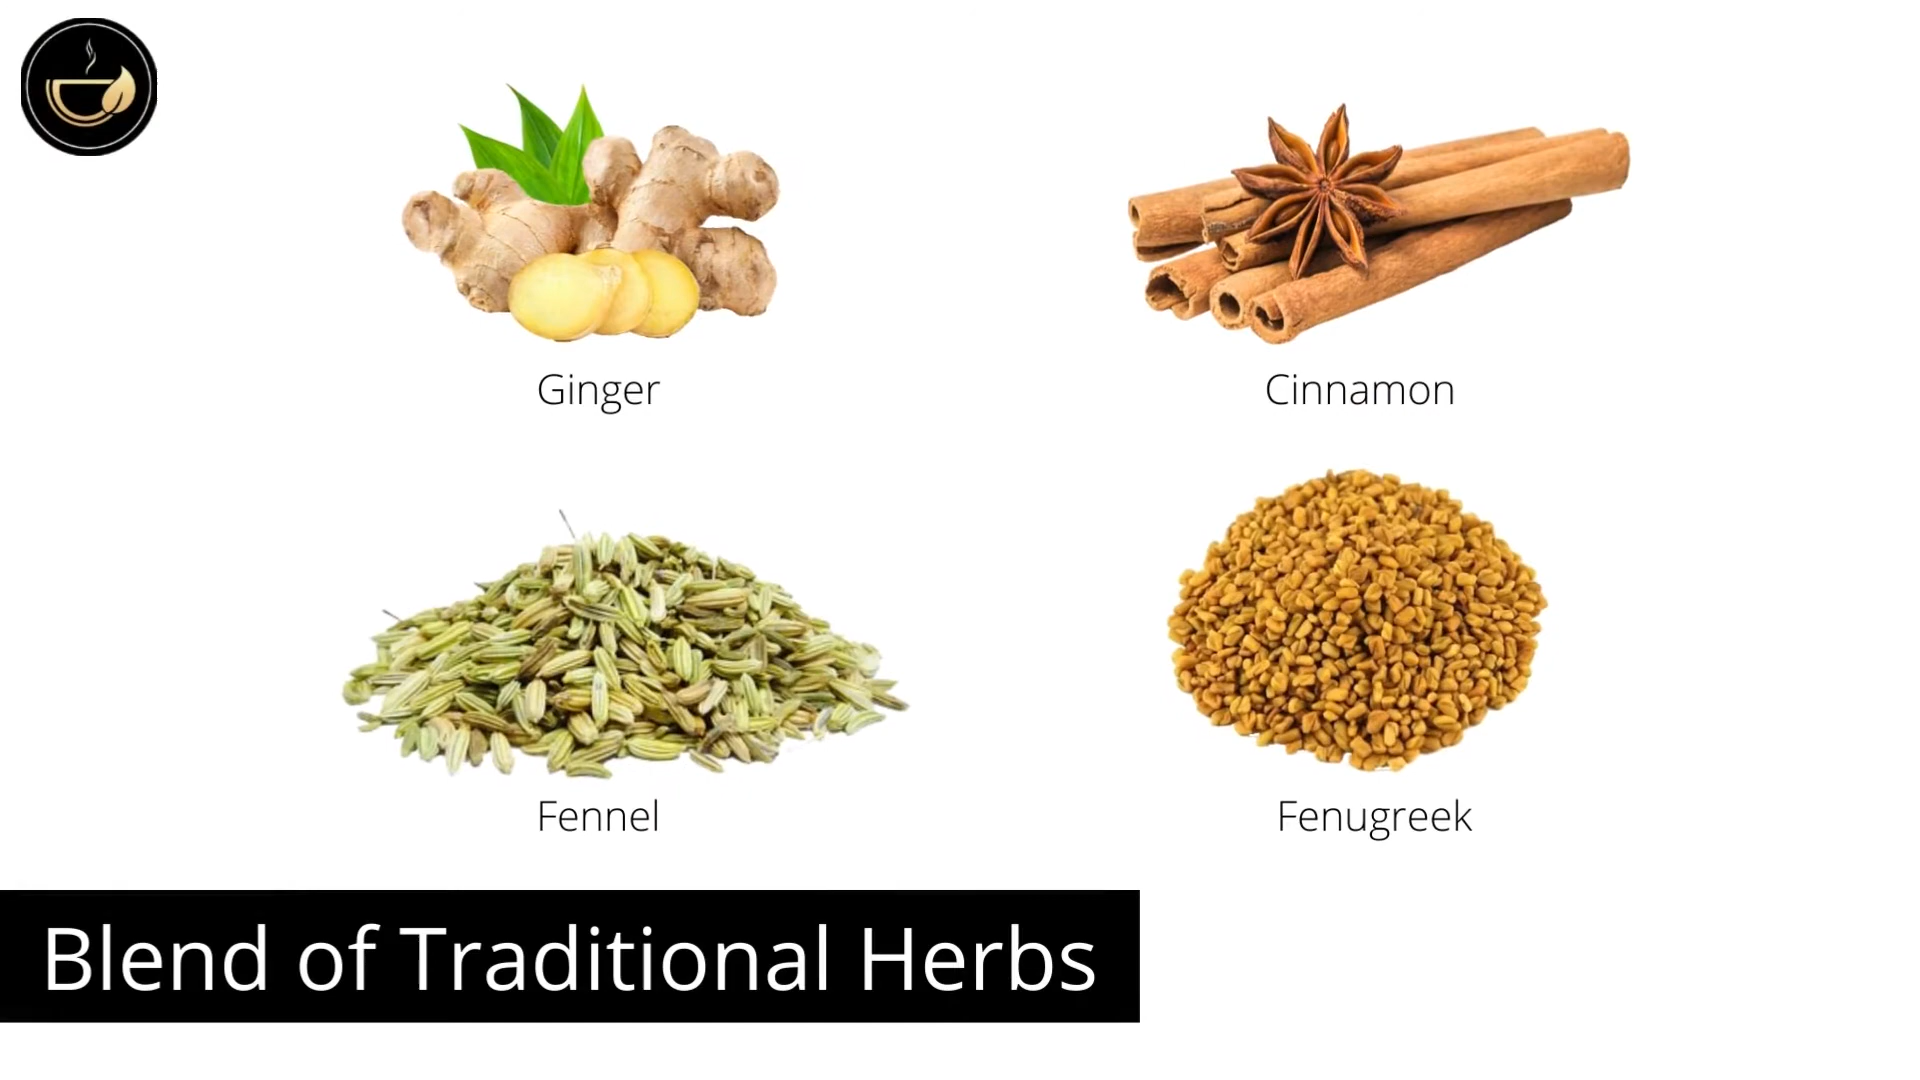 Ginger
Cinnamon
Fennel
Fenugreek
Blend of Traditional Herbs